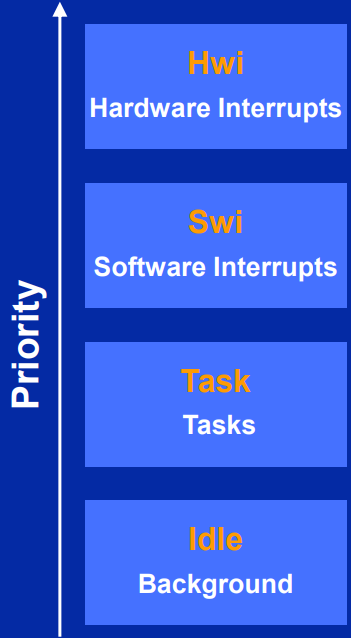 Hwi
Hardware Interrupts
Swi
Software Interrupts
Priority
Task
Tasks
Idle
Background